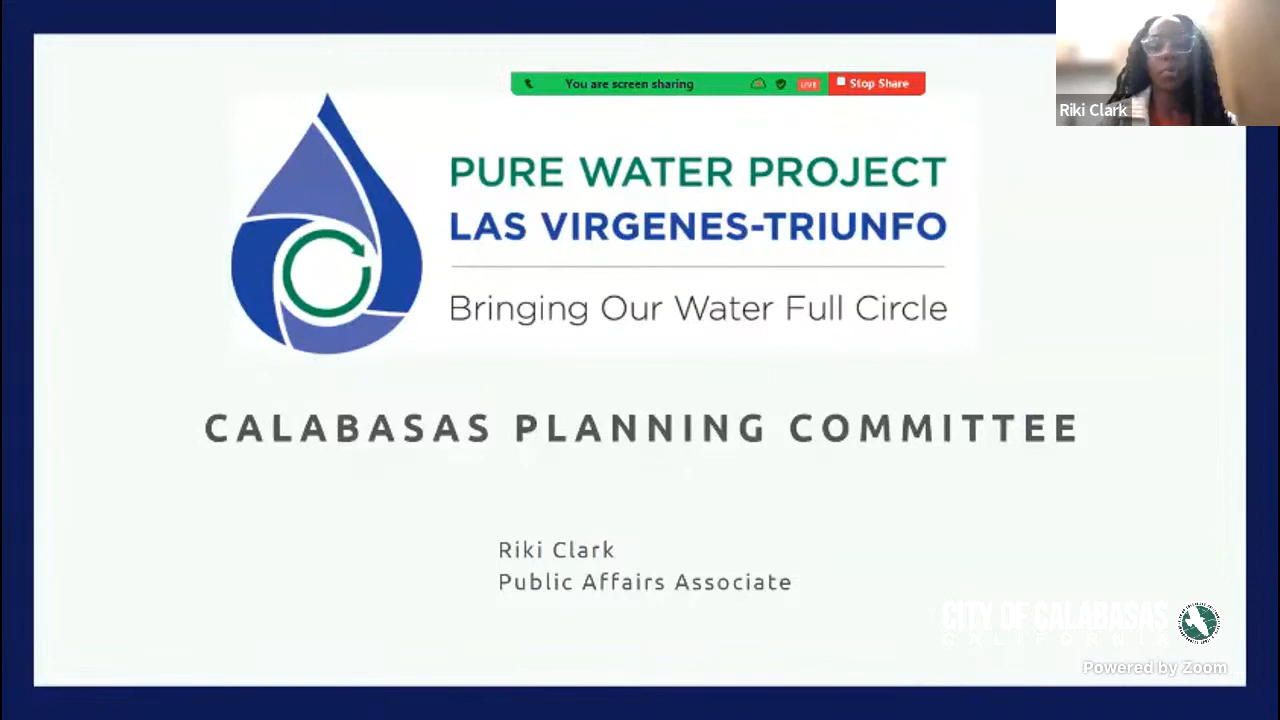 You are screen sharing
LIVE
Stop Share
Riki Clark
PURE WATER PROJECT
LAS VIRGENES-TRIUNFO
Bringing Our Water Full Circle
CALABASAS PLANNING COMMITTEE
Riki Clark
Public Affairs Associate
CITY OF CALABASAS
CALIFORNIA
Powered by Zoom